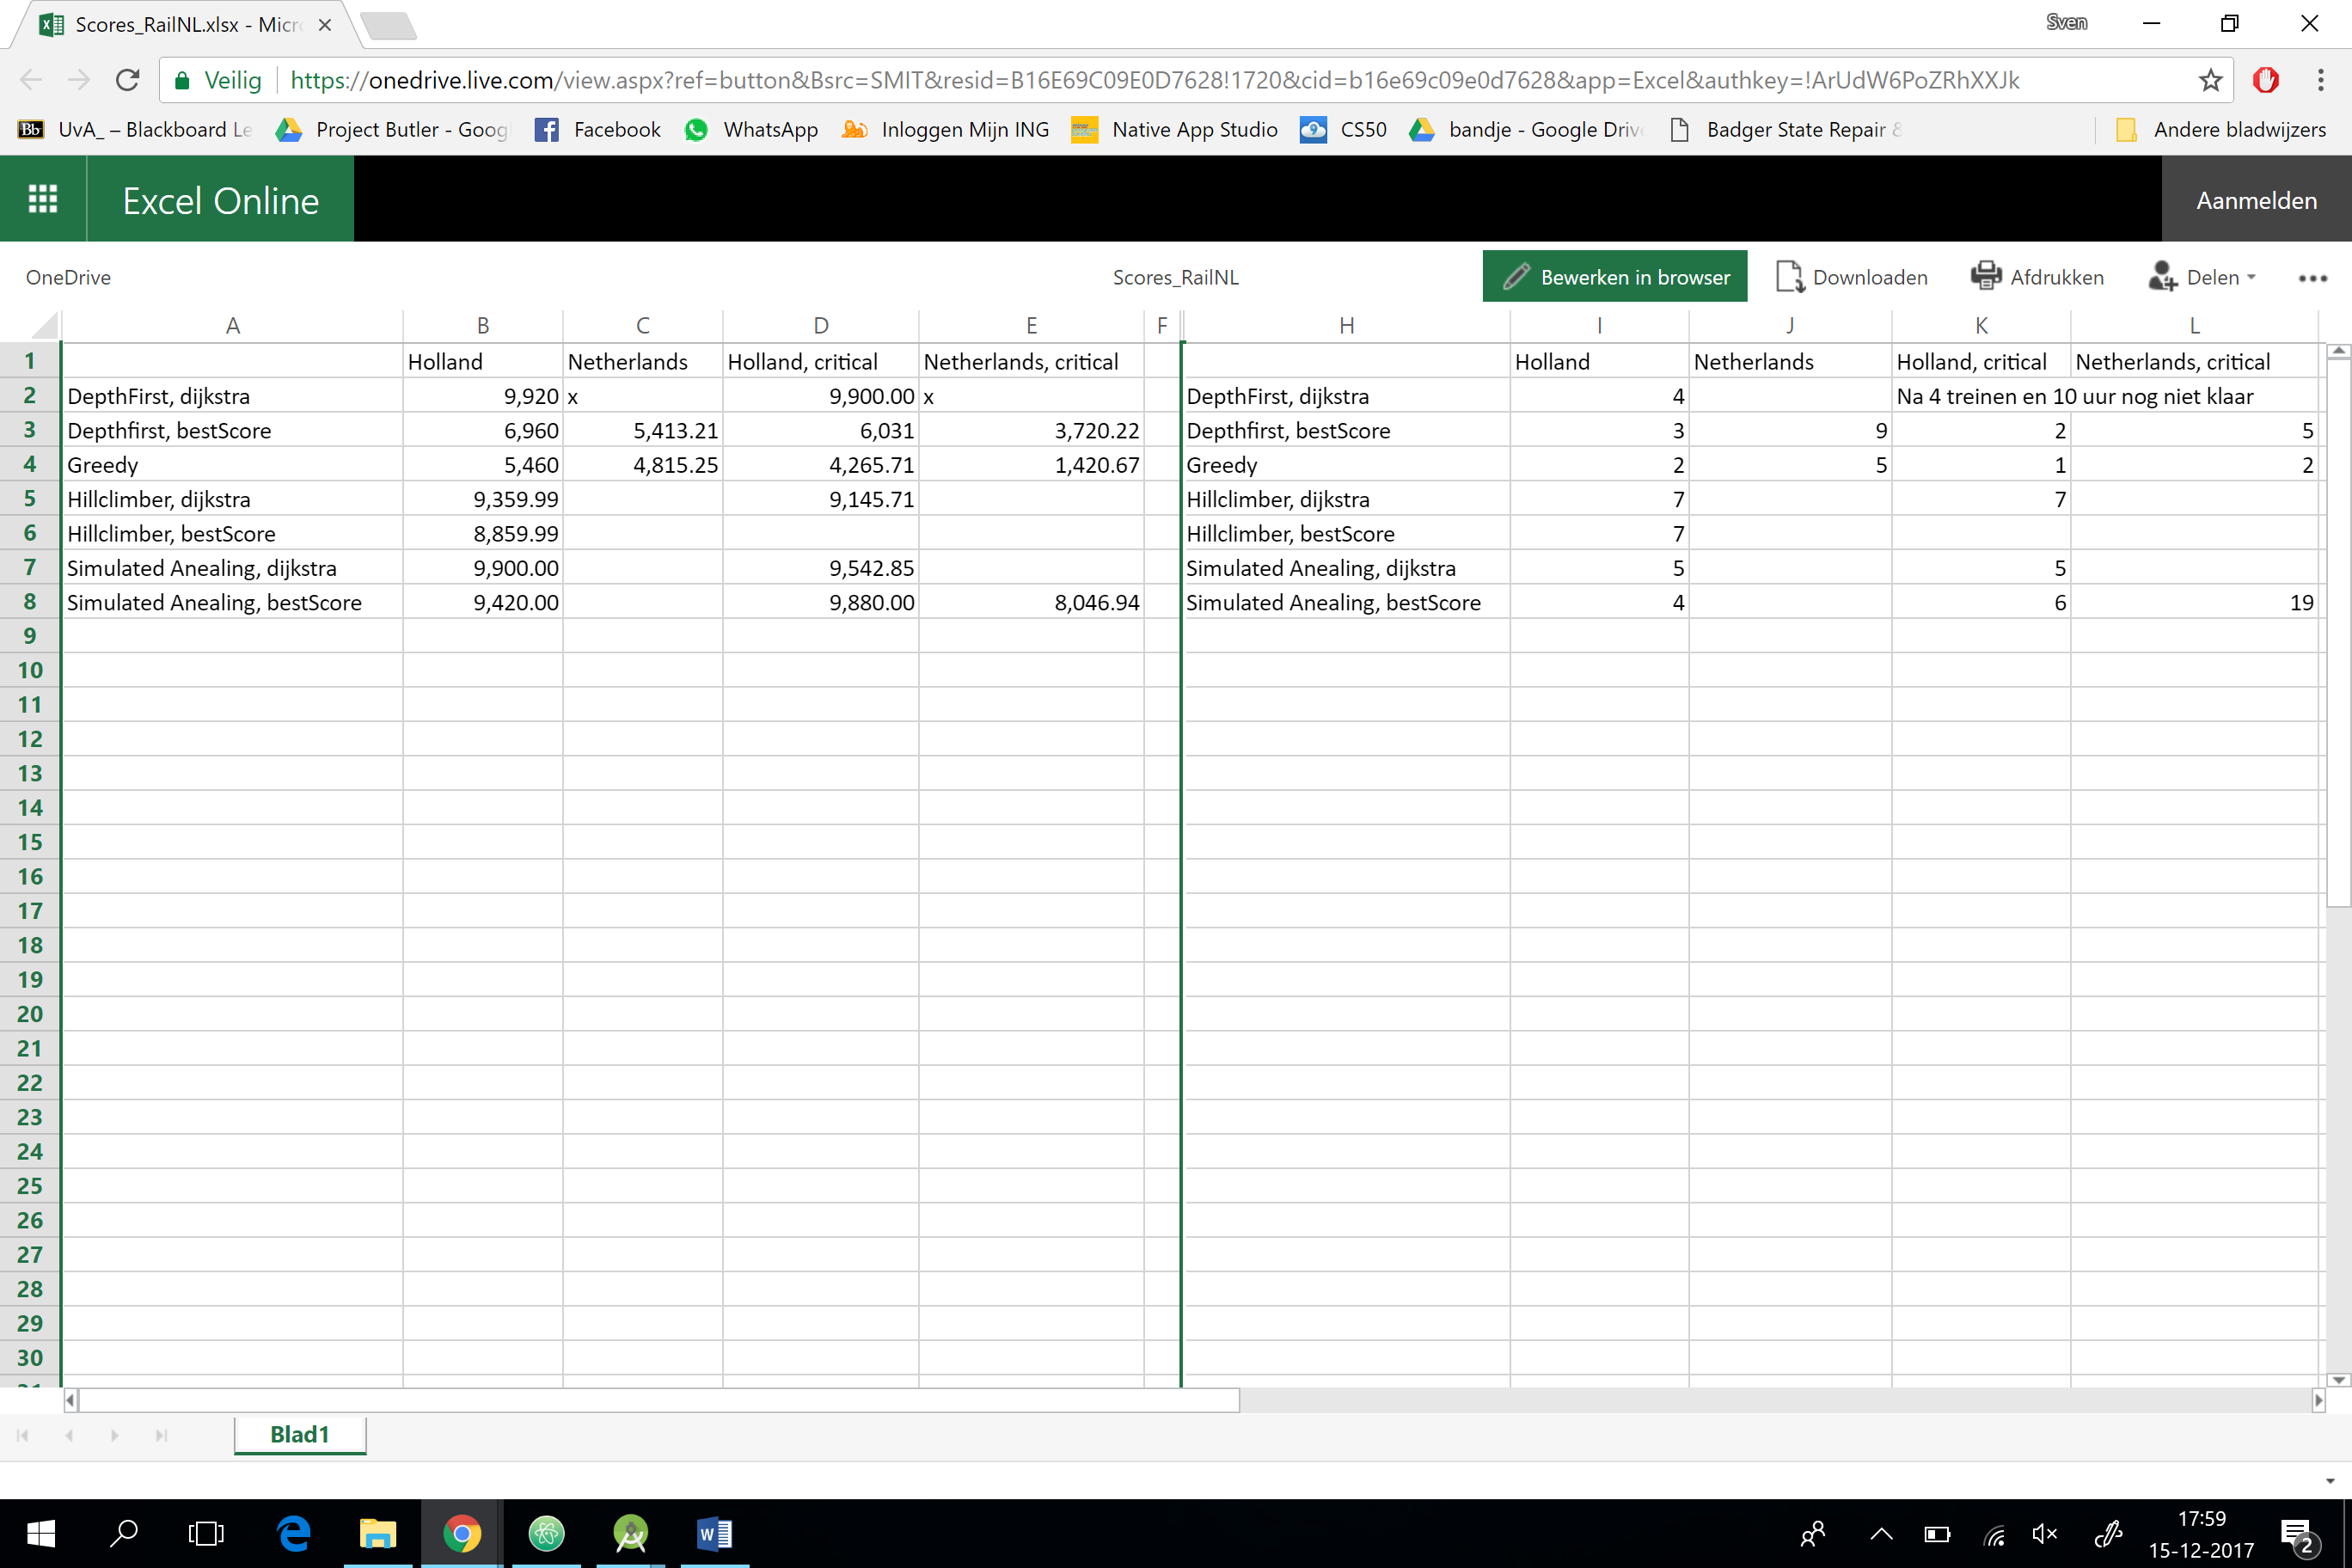 Scores_RailNL.xlsx - Micr
Sven
Veilig https://onedrive.live.com/view.aspx?ref=button&Bsrc=SMIT&resid=B16E69C09E0D7628!1720&cid=b16e69c09e0d7628&app=Excel&authkey=!ArUdW6PoZRhXXJk
Bb UvA_ – Blackboard Le Project Butler - Goog Facebook WhatsApp Inloggen Mijn ING Native App Studio CS50 bandje - Google Driv Badger State Repair & Andere bladwijzers
Excel Online Aanmelden
OneDrive Scores_RailNL Bewerken in browser Downloaden Afdrukken Delen
A B C D E F H I J K L
1 Holland Netherlands Holland, critical Netherlands, critical Holland Netherlands Holland, critical Netherlands, critical
2 DepthFirst, dijkstra 9,920 x 9,900.00 x DepthFirst, dijkstra 4 Na 4 treinen en 10 uur nog niet klaar
3 Depthfirst, bestScore 6,960 5,413.21 6,031 3,720.22 Depthfirst, bestScore 3 9 2 5
4 Greedy 5,460 4,815.25 4,265.71 1,420.67 Greedy 2 5 1 2
5 Hillclimber, dijkstra 9,359.99 9,145.71 Hillclimber, dijkstra 7 7
6 Hillclimber, bestScore 8,859.99 Hillclimber, bestScore 7
7 Simulated Anealing, dijkstra 9,900.00 9,542.85 Simulated Anealing, dijkstra 5 5
8 Simulated Anealing, bestScore 9,420.00 9,880.00 8,046.94 Simulated Anealing, bestScore 4 6 19
9
10
11
12
13
14
15
16
17
18
19
20
21
22
23
24
25
26
27
28
29
30
Blad1
17:59
15-12-2017
2